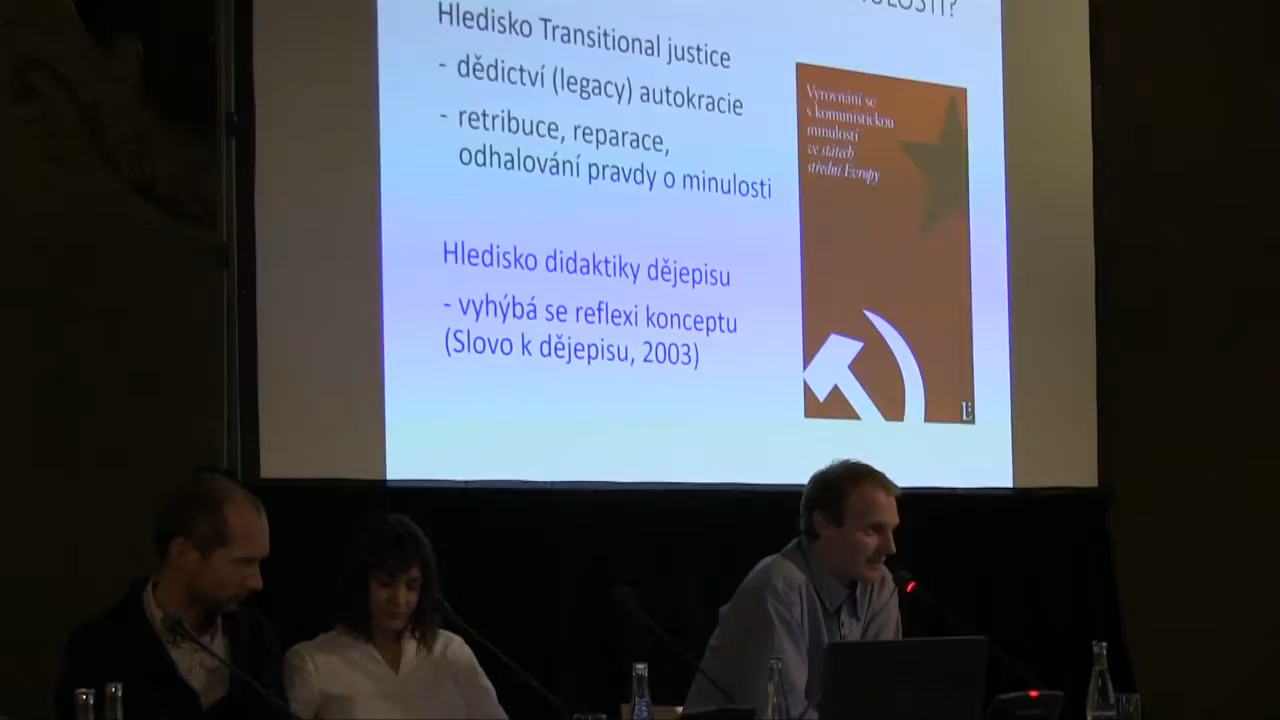 Hledisko Transitional justice
- dědictví (legacy) autokracie
- retribuce, reparace,
odhalování pravdy o minulosti
Hledisko didaktiky dějepisu
- vyhýbá se reflexi konceptu
(Slovo k dějepisu, 2003)
Vyrovnání se
s komunistickou
minulostí
ve státech
střední Evropy